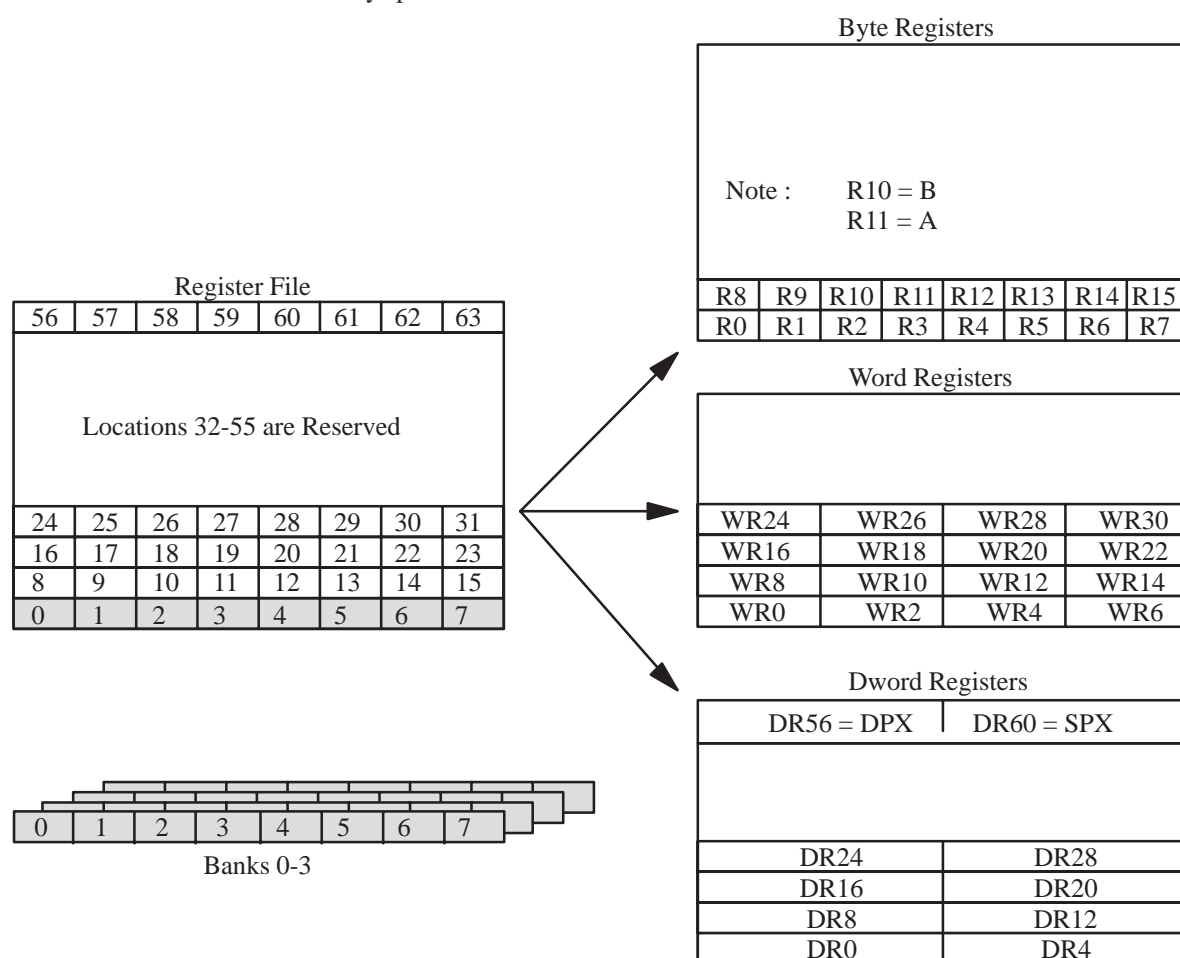 Byte Registers
Note : R10 = B
R11 = A
R8 R9 R10 R11 R12 R13 R14 R15
R0 R1 R2 R3 R4 R5 R6 R7
Register File
56 57 58 59 60 61 62 63
Locations 32-55 are Reserved
24 25 26 27 28 29 30 31
16 17 18 19 20 21 22 23
8 9 10 11 12 13 14 15
0 1 2 3 4 5 6 7
Word Registers
WR24 WR26 WR28 WR30
WR16 WR18 WR20 WR22
WR8 WR10 WR12 WR14
WR0 WR2 WR4 WR6
Dword Registers
DR56 = DPX DR60 = SPX
DR24 DR28
DR16 DR20
DR8 DR12
DR0 DR4
0 1 2 3 4 5 6 7
Banks 0-3